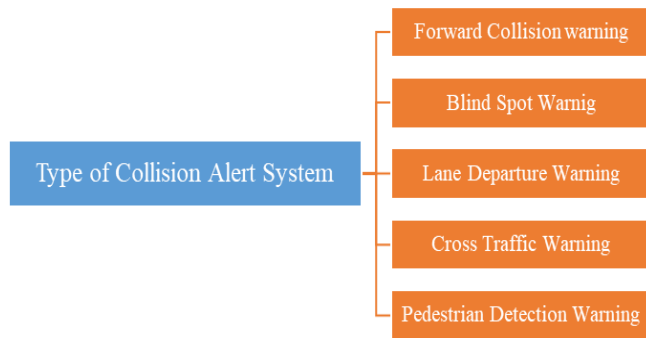 Forward Collision warning
Blind Spot Warnig
Type of Collision Alert System
Lane Departure Warning
Cross Traffic Warning
Pedestrian Detection Warning